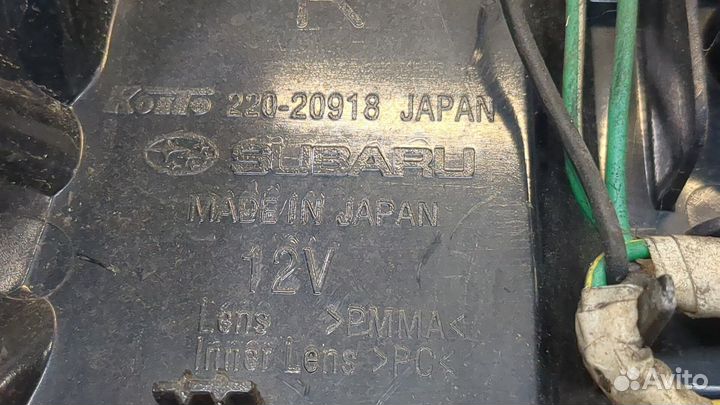 R
Koito 220-20918 JAPAN
SUBARU
MADE IN JAPAN
12V
Lens >PMMA<
Inner Lens >PC<
Avito